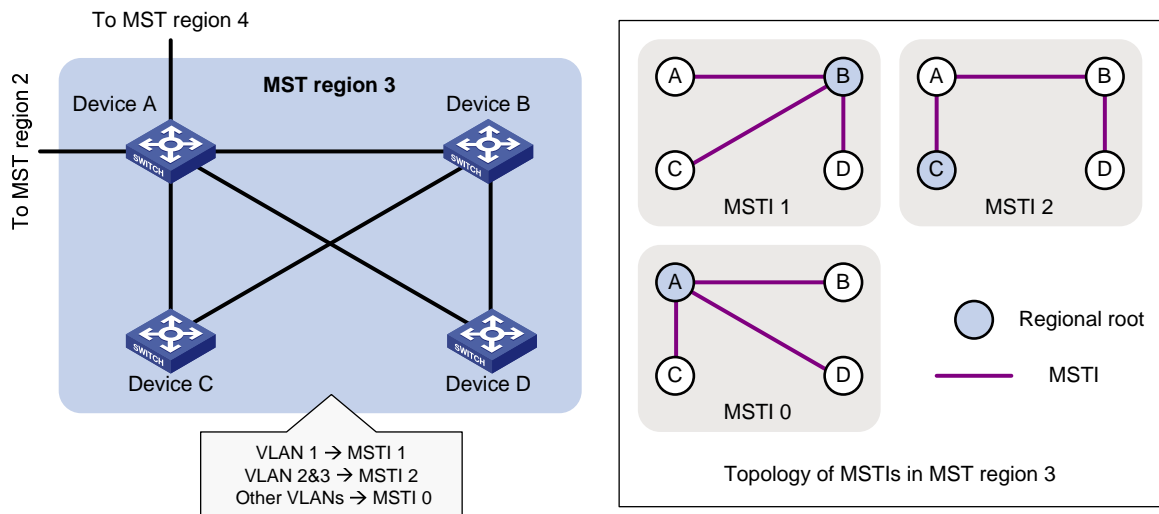 To MST region 4
To MST region 2
MST region 3
Device A
Device B
SWITCH
SWITCH
SWITCH
SWITCH
Device C
Device D
VLAN 1 → MSTI 1
VLAN 2&3 → MSTI 2
Other VLANs → MSTI 0
A
B
C
D
MSTI 1
A
B
C
D
MSTI 2
A
B
C
D
MSTI 0
Regional root
MSTI
Topology of MSTIs in MST region 3